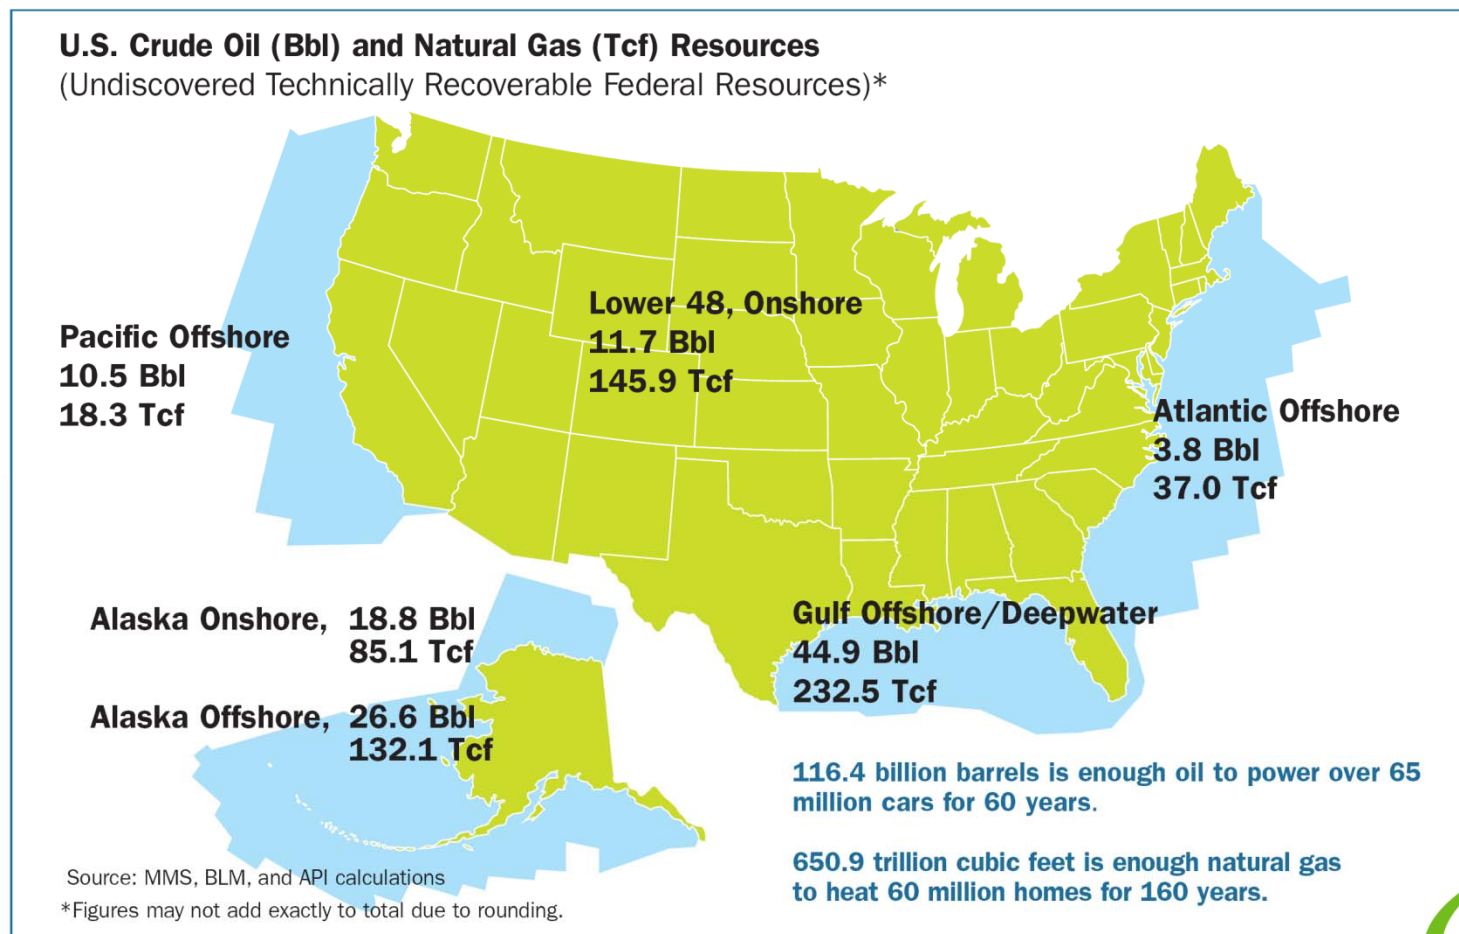 U.S. Crude Oil (Bbl) and Natural Gas (Tcf) Resources
(Undiscovered Technically Recoverable Federal Resources)*
Pacific Offshore
10.5 Bbl
18.3 Tcf
Lower 48, Onshore
11.7 Bbl
145.9 Tcf
Atlantic Offshore
3.8 Bbl
37.0 Tcf
Alaska Onshore, 18.8 Bbl
85.1 Tcf
Alaska Offshore, 26.6 Bbl
132.1 Tcf
Gulf Offshore/Deepwater
44.9 Bbl
232.5 Tcf
116.4 billion barrels is enough oil to power over 65
million cars for 60 years.
650.9 trillion cubic feet is enough natural gas
to heat 60 million homes for 160 years.
Source: MMS, BLM, and API calculations
*Figures may not add exactly to total due to rounding.